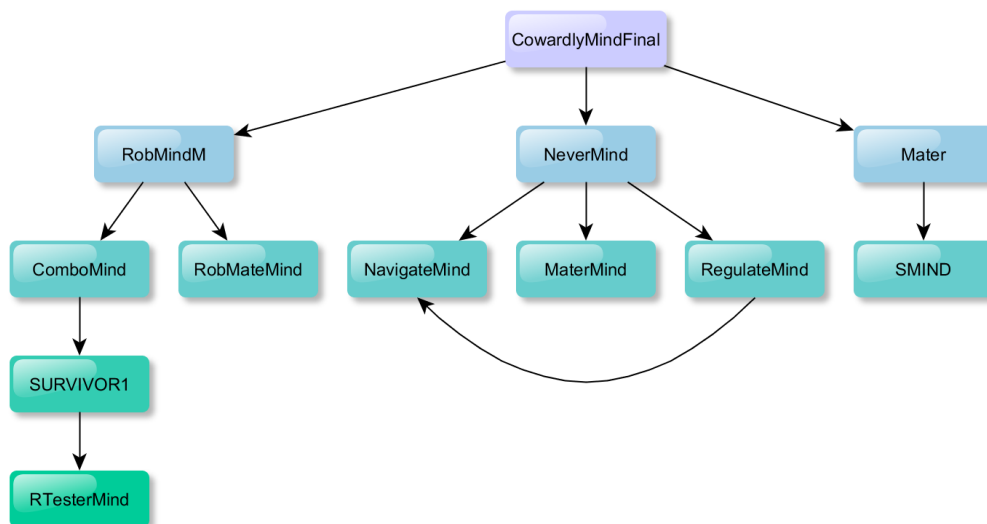 CowardlyMindFinal
RobMindM
NeverMind
Mater
ComboMind
RobMateMind
NavigateMind
MaterMind
RegulateMind
SMIND
SURVIVOR1
RTesterMind